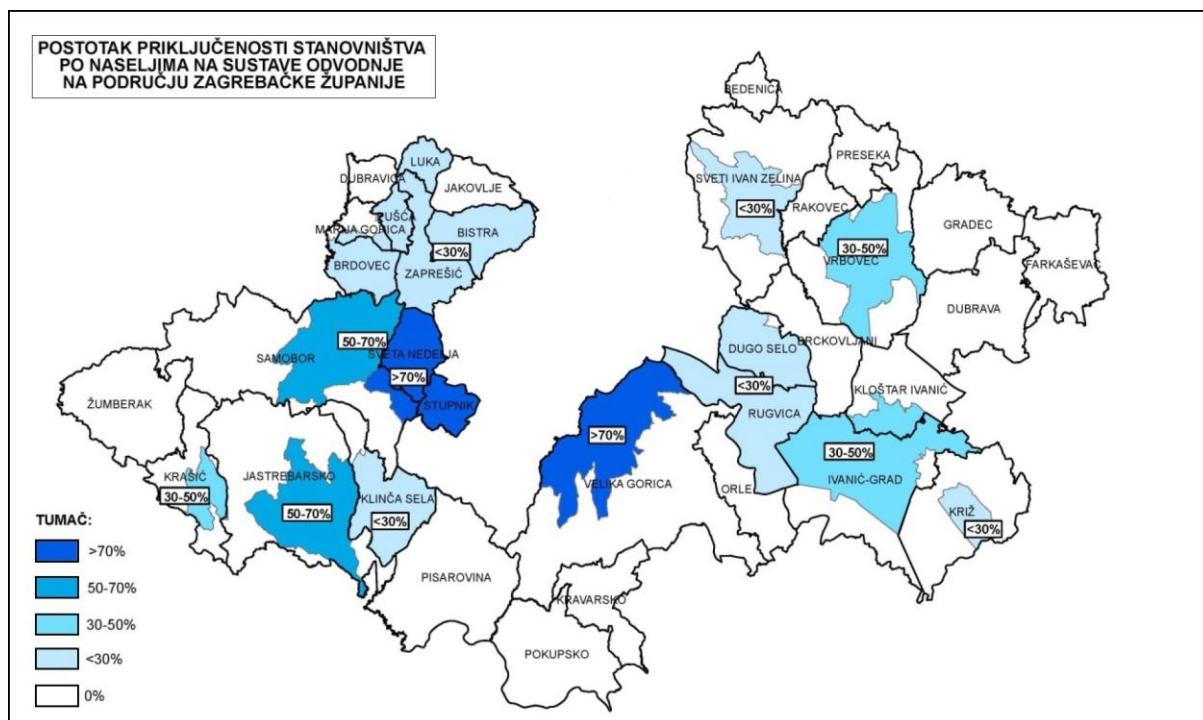 POSTOTAK PRIKLJUČENOSTI STANOVNIŠTVA
PO NASELJIMA NA SUSTAVE ODVODNJE
NA PODRUČJU ZAGREBAČKE ŽUPANIJE
BEDENICA
LUKA
DUBRAVICA
JAKOVLJE
PUŠĆA
MARIJA GORICA
BISTRA
<30%
BRDOVEC
ZAPREŠIĆ
PRESEKA
SVETI IVAN ZELINA
<30%
RAKOVEC
GRADEC
30-50%
VRBOVEC
FARKAŠEVAC
DUBRAVA
50-70%
SAMOBOR
SVETA NEDELJA
>70%
STUPNIK
ŽUMBERAK
DUGO SELO
BRCKOVLJANI
<30%
RUGVICA
KLOŠTAR IVANIĆ
>70%
VELIKA GORICA
ORLE
30-50%
IVANIĆ-GRAD
KRIŽ
<30%
KRAŠIĆ
30-50%
JASTREBARSKO
50-70%
KLINČA SELA
<30%
PISAROVINA
KRAVARSKO
POKUPSKO
TUMAČ:
>70%
50-70%
30-50%
<30%
0%